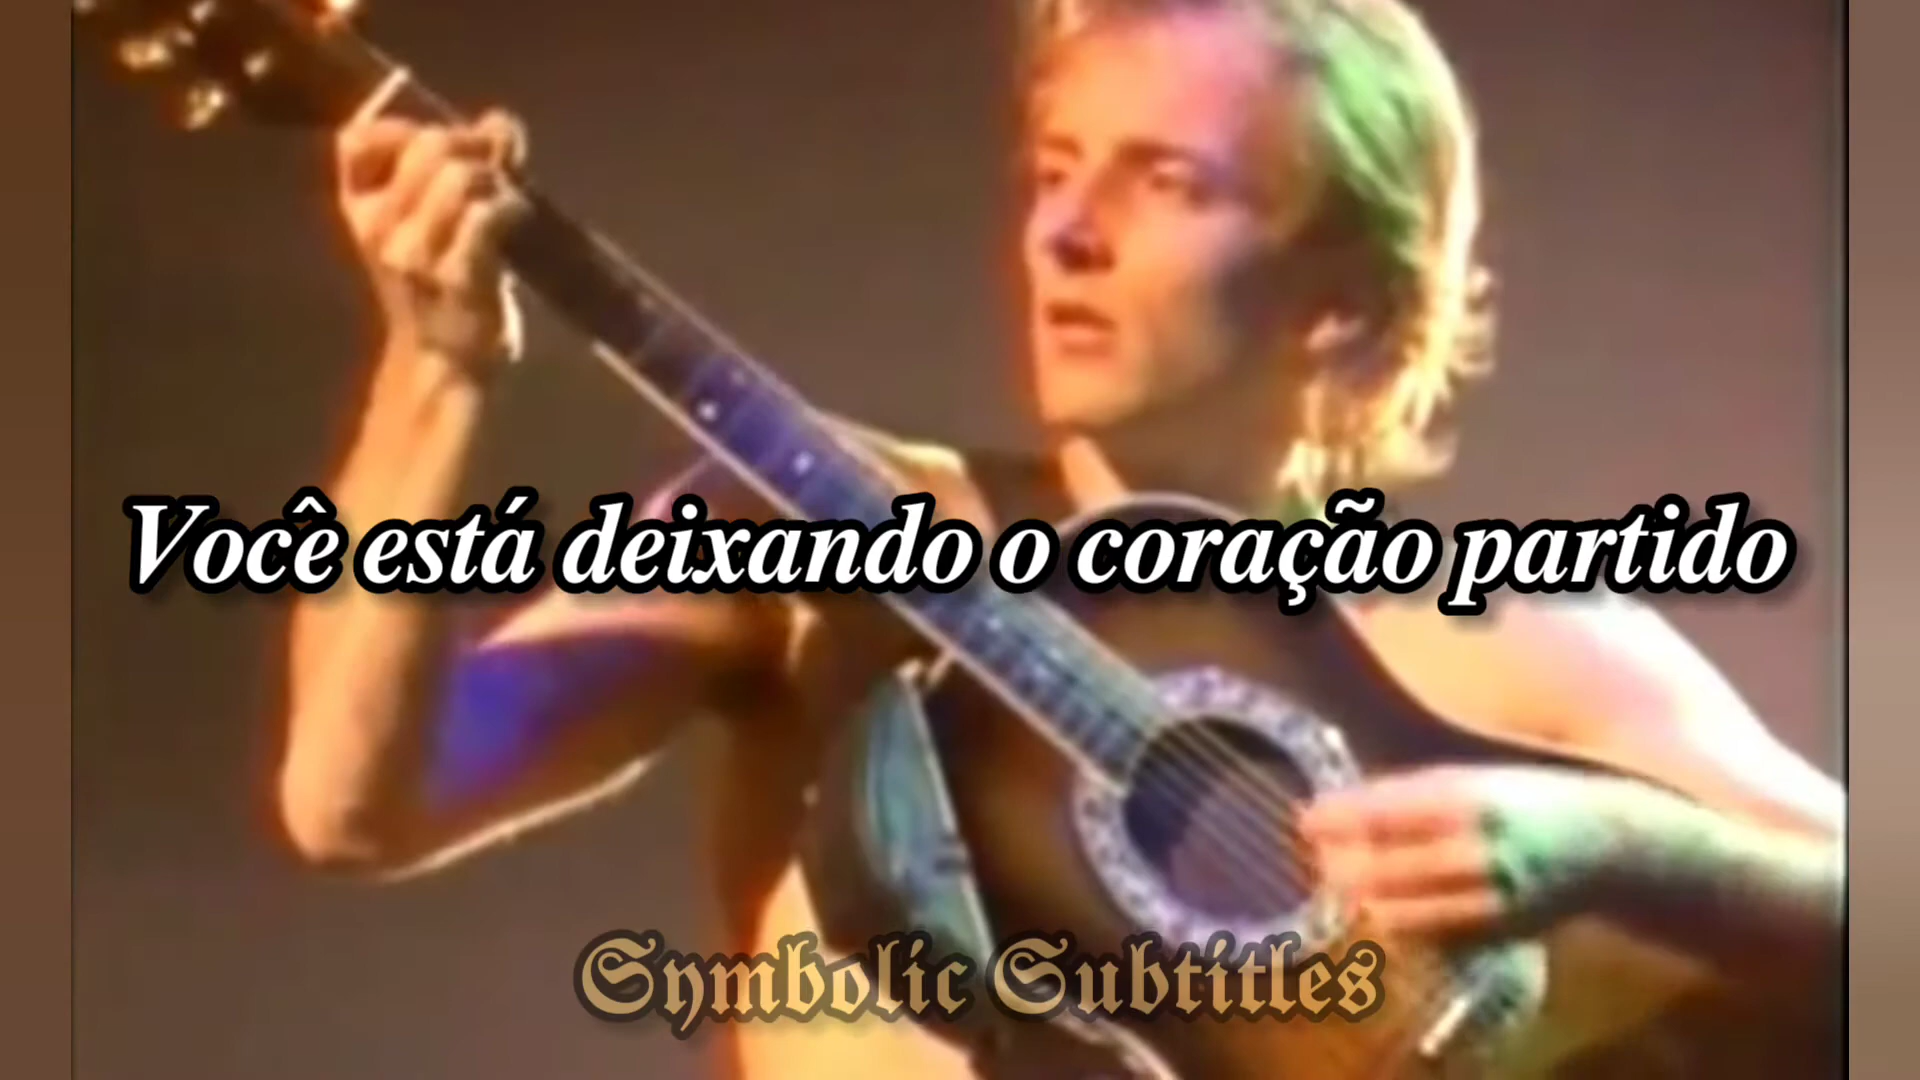 Você está deixando o coração partido
Symbolic Subtitles